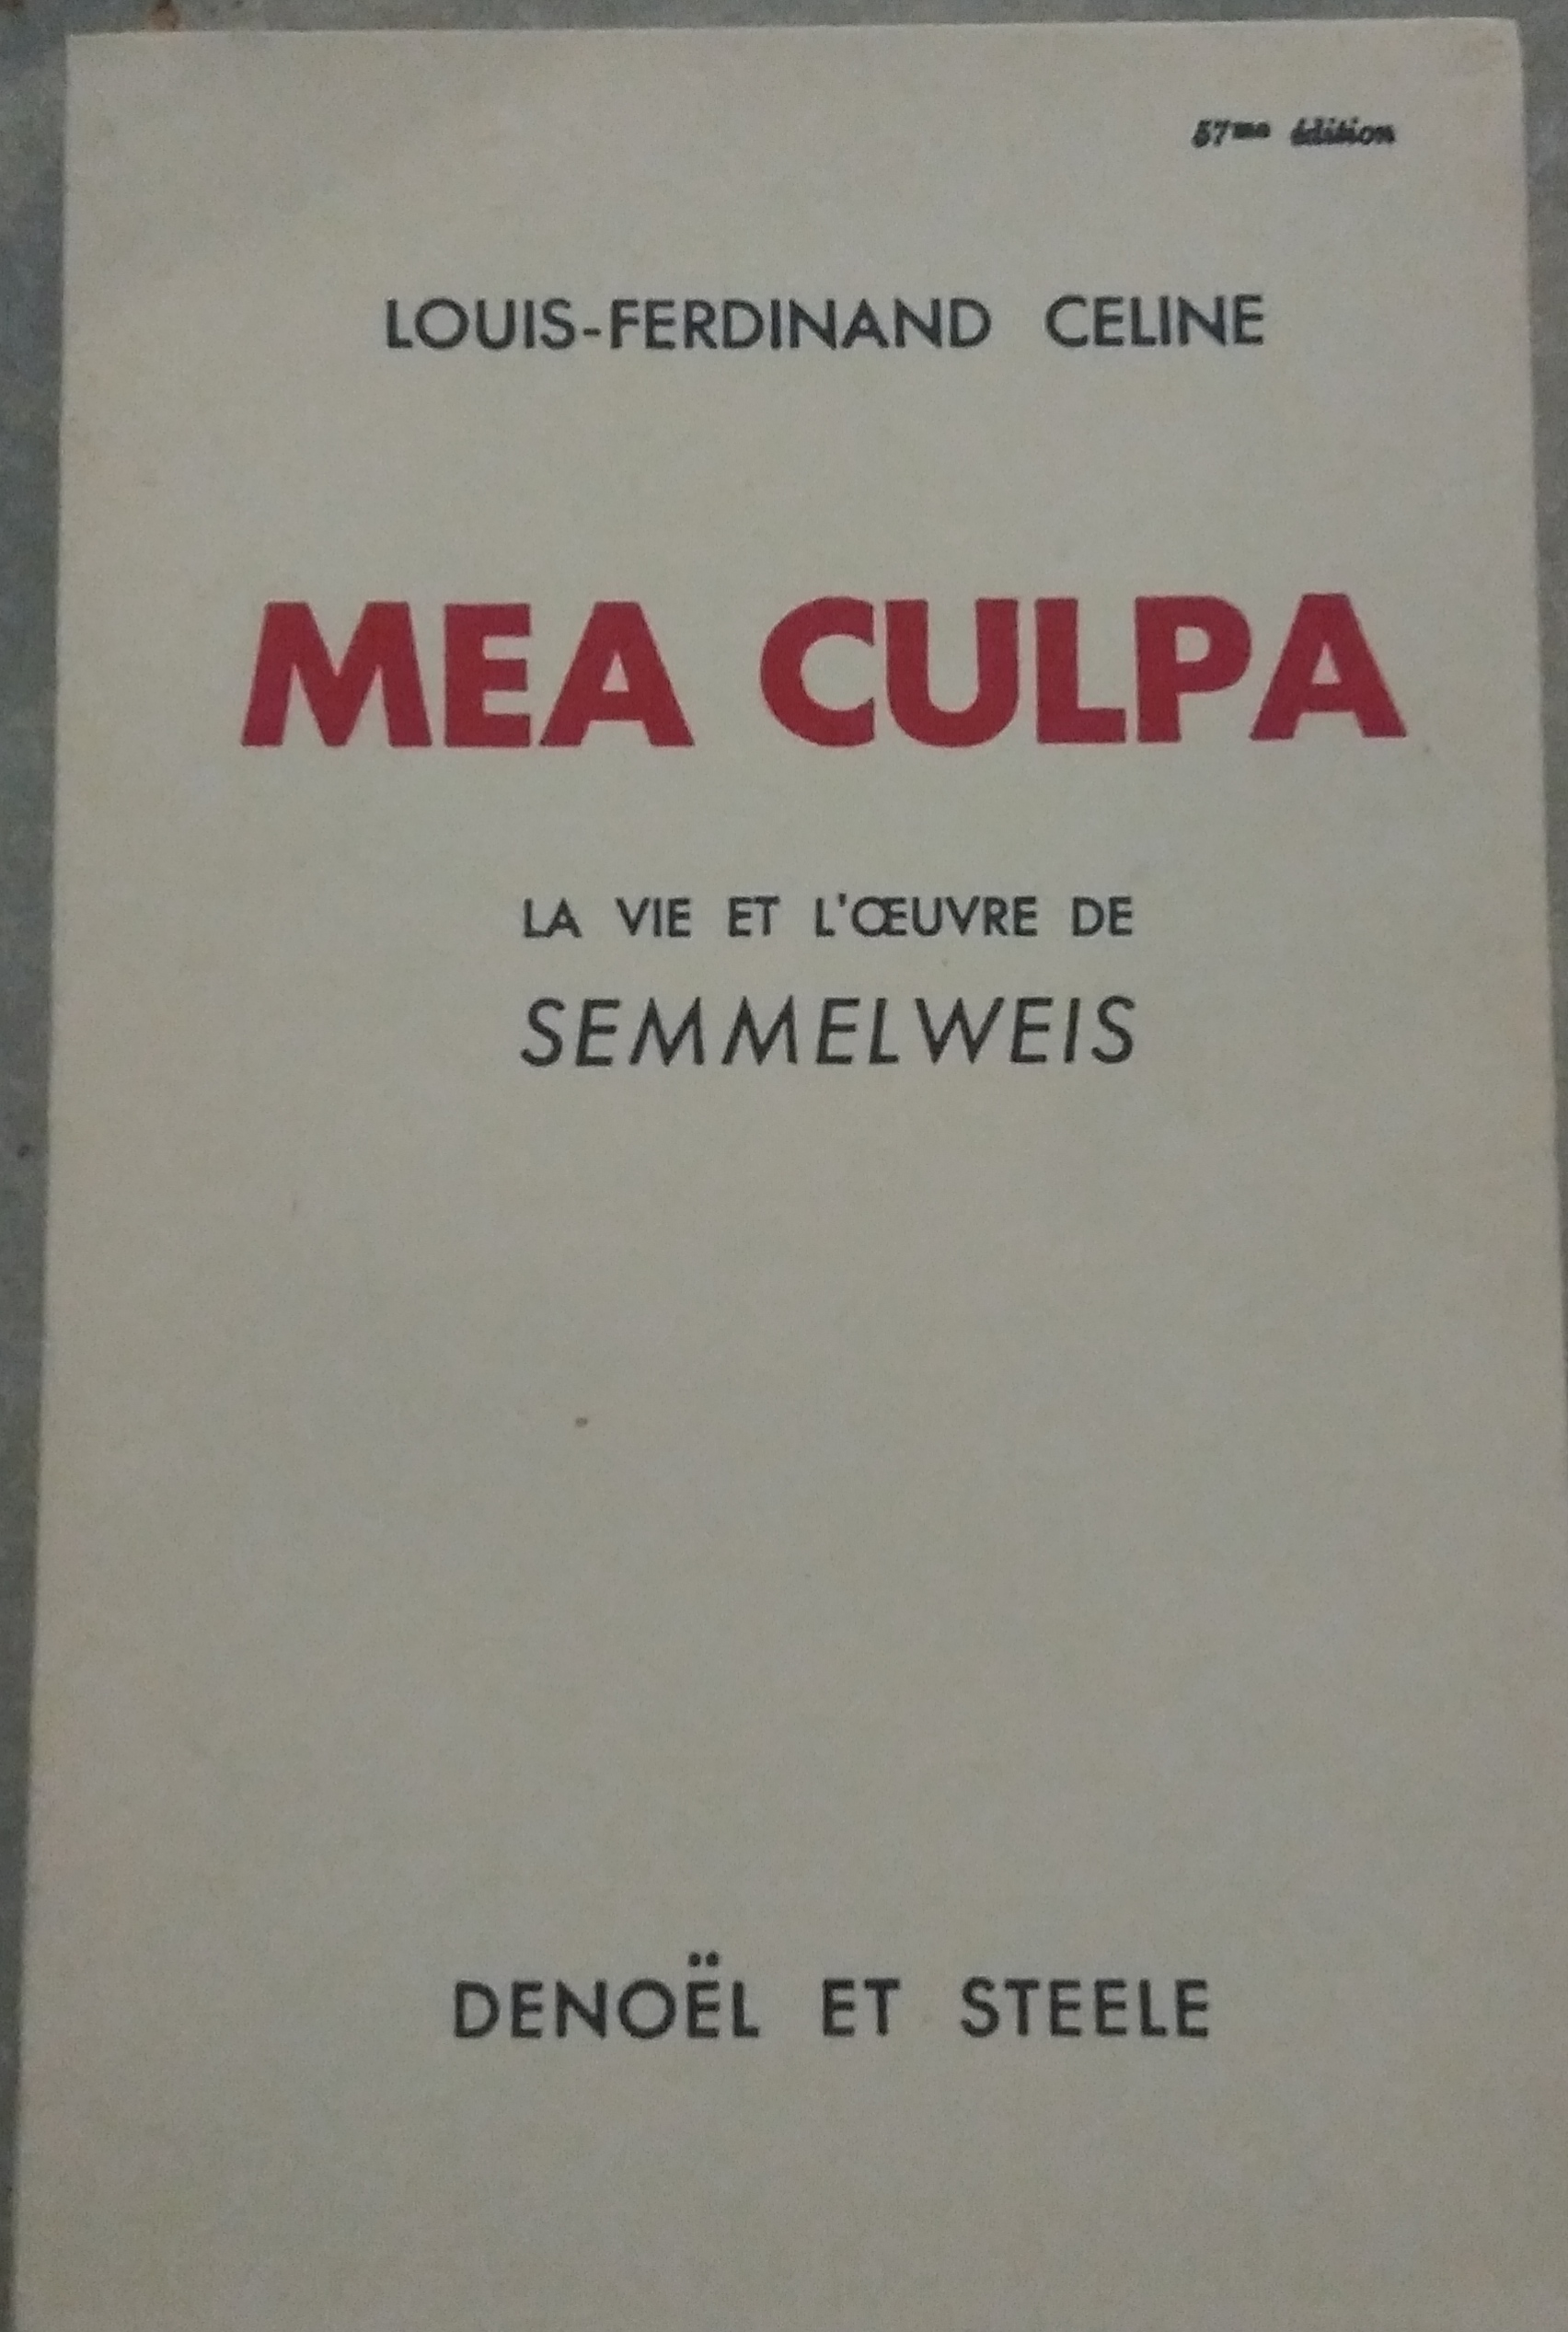 57me édition
LOUIS-FERDINAND CELINE
MEA CULPA
LA VIE ET L'ŒUVRE DE
SEMMELWEIS
DENOËL ET STEELE